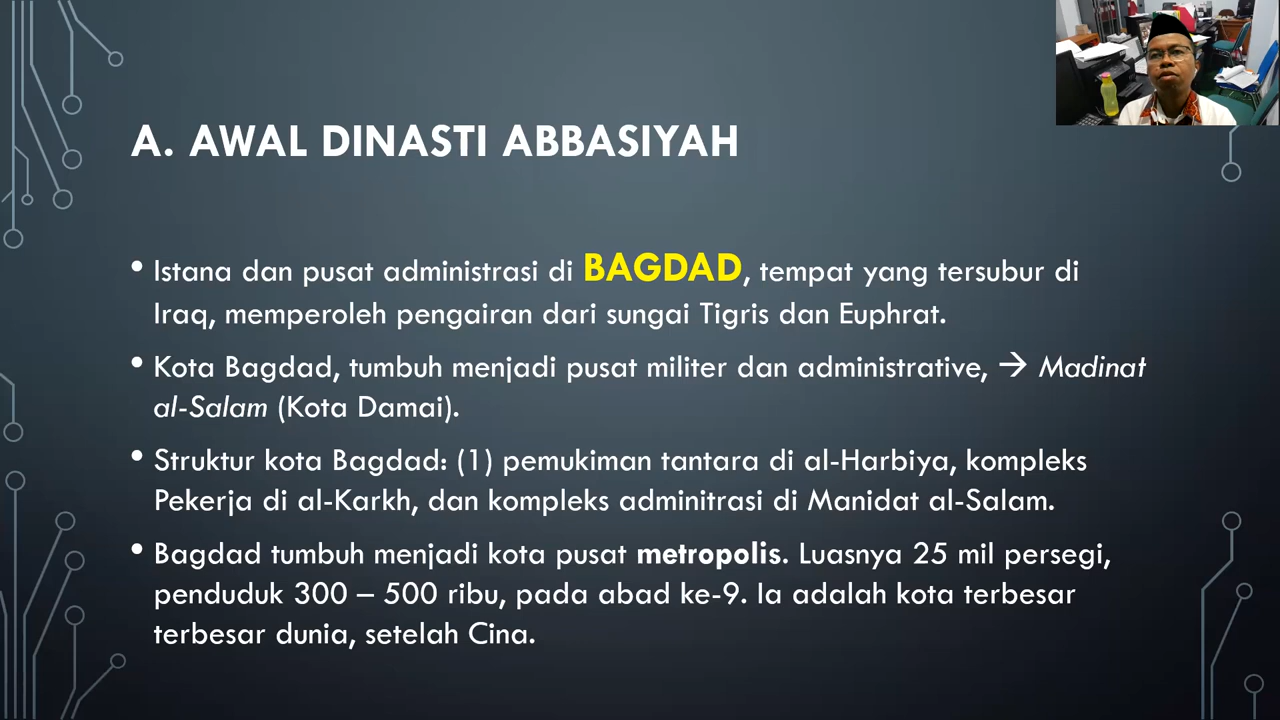 A. AWAL DINASTI ABBASIYAH
• Istana dan pusat administrasi di BAGDAD, tempat yang tersubur di
Iraq, memperoleh pengairan dari sungai Tigris dan Euphrat.
• Kota Bagdad, tumbuh menjadi pusat militer dan administrative, → Madinat
al-Salam (Kota Damai).
• Struktur kota Bagdad: (1) pemukiman tantara di al-Harbiya, kompleks
Pekerja di al-Karkh, dan kompleks adminitrasi di Manidat al-Salam.
• Bagdad tumbuh menjadi kota pusat metropolis. Luasnya 25 mil persegi,
penduduk 300 – 500 ribu, pada abad ke-9. Ia adalah kota terbesar
terbesar dunia, setelah Cina.